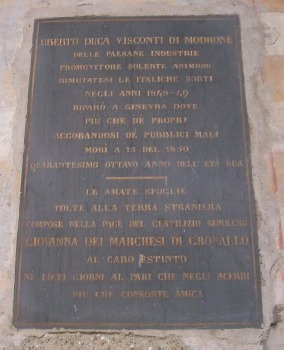 UBERTO DUCA VISCONTI DI MODRONE
DELLE PAESANE INDUSTRIE
PROMOVITORE SOLERTE ANIMOSO
RIMUTATESI LE ITALICHE SORTI
NEGLI ANNI 1848-49
RIPARÒ A GINEVRA DOVE
PIÙ CHE DE PROPRI
ACCORANDOSI DE PUBBLICI MALI
MORÌ A 13 DEL 1850
QUARANTESIMO OTTAVO ANNO DELL ETÀ SUA
LE AMATE SPOGLIE
TOLTE ALLA TERRA STRANIERA
COMPOSE NELLA PACE DEL GENTILIZIO SEPOLCRO
GIOVANNA DEI MARCHESI DI GROPALLO
AL CARO ESTINTO
NE LIETI GIORNI AL PARI CHE NEGLI ACERBI
PIÙ CHE CONSORTE AMICA